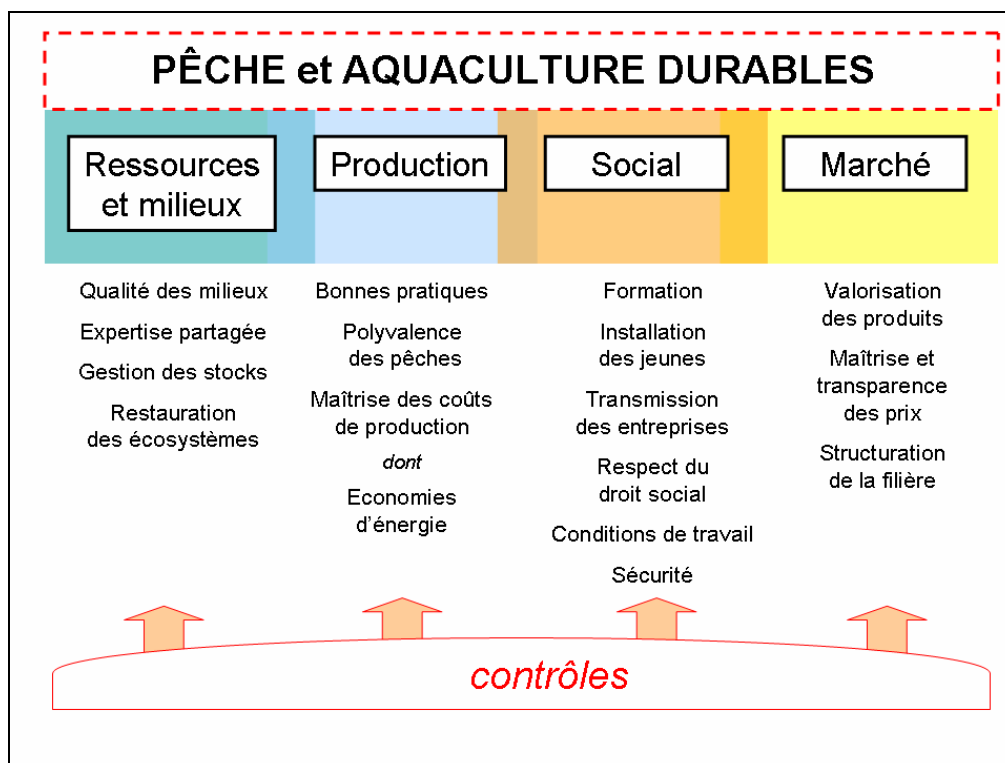 PÊCHE et AQUACULTURE DURABLES
Ressources
et milieux
Production
Social
Marché
Qualité des milieux
Expertise partagée
Gestion des stocks
Restauration
des écosystèmes
Bonnes pratiques
Polyvalence
des pêches
Maîtrise des coûts
de production
dont
Economies
d'énergie
Formation
Installation
des jeunes
Transmission
des entreprises
Respect du
droit social
Conditions de travail
Sécurité
Valorisation
des produits
Maîtrise et
transparence
des prix
Structuration
de la filière
contrôles